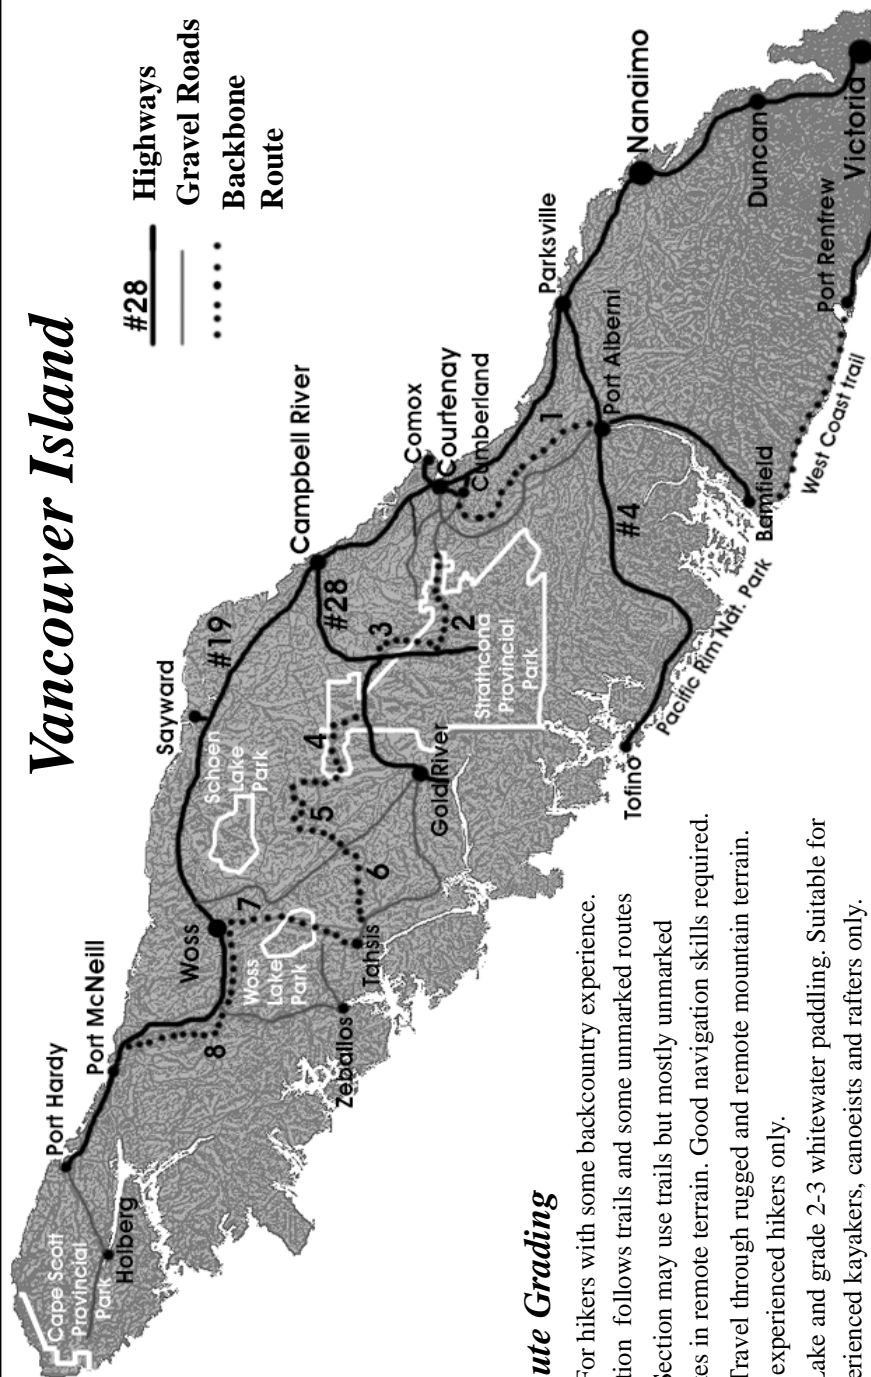 Vancouver Island
#28 Highways
Gravel Roads
Backbone
Route
Cape Scott
Provincial
Park
Holberg
Port Hardy
Port McNeill
8
Zeballos
Woss
Woss
Lake
Park
7
Tahsis
6
Schoen
Lake
Park
5
4
Sayward
#19
Gold River
Campbell River
#28
3
2
Strathcona
Provincial
Park
Comox
Courtenay
Cumberland
1
Tofino
Pacific Rim Nat. Park
#4
Port Alberni
Parksville
Bamfield
West Coast trail
Nanaimo
Duncan
Port Renfrew
Victoria
ute Grading
For hikers with some backcountry experience.
tion follows trails and some unmarked routes
Section may use trails but mostly unmarked
es in remote terrain. Good navigation skills required.
Travel through rugged and remote mountain terrain.
experienced hikers only.
Lake and grade 2-3 whitewater paddling. Suitable for
erienced kayakers, canoeists and rafters only.